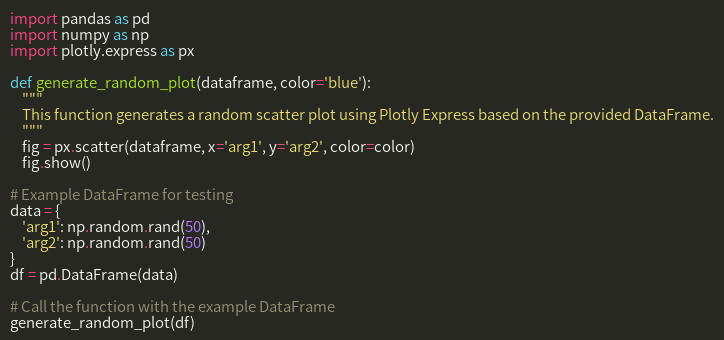 import pandas as pd
import numpy as np
import plotly.express as px
def generate_random_plot(dataframe, color='blue'):
"""
This function generates a random scatter plot using Plotly Express based on the provided DataFrame.
"""
fig = px.scatter(dataframe, x='arg1', y='arg2', color=color)
fig.show()
# Example DataFrame for testing
data = {
'arg1': np.random.rand(50),
'arg2': np.random.rand(50)
}
df = pd.DataFrame(data)
# Call the function with the example DataFrame
generate_random_plot(df)